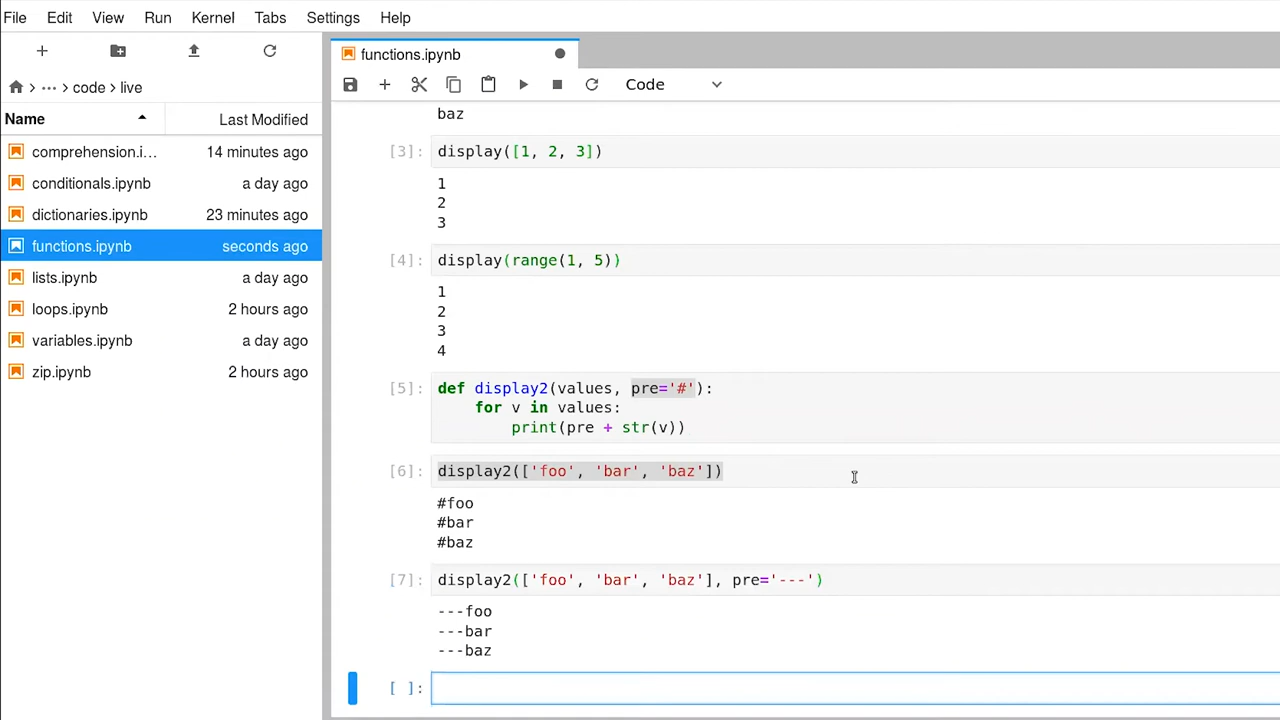 File Edit View Run Kernel Tabs Settings Help
functions.ipynb
Code
··· > code > live
Name Last Modified
comprehension.i… 14 minutes ago
conditionals.ipynb a day ago
dictionaries.ipynb 23 minutes ago
functions.ipynb seconds ago
lists.ipynb a day ago
loops.ipynb 2 hours ago
variables.ipynb a day ago
zip.ipynb 2 hours ago
baz
[3]: display([1, 2, 3])
1
2
3
[4]: display(range(1, 5))
1
2
3
4
[5]: def display2(values, pre='#'):
for v in values:
print(pre + str(v))
[6]: display2(['foo', 'bar', 'baz'])
#foo
#bar
#baz
[7]: display2(['foo', 'bar', 'baz'], pre='---')
---foo
---bar
---baz
[ ]: